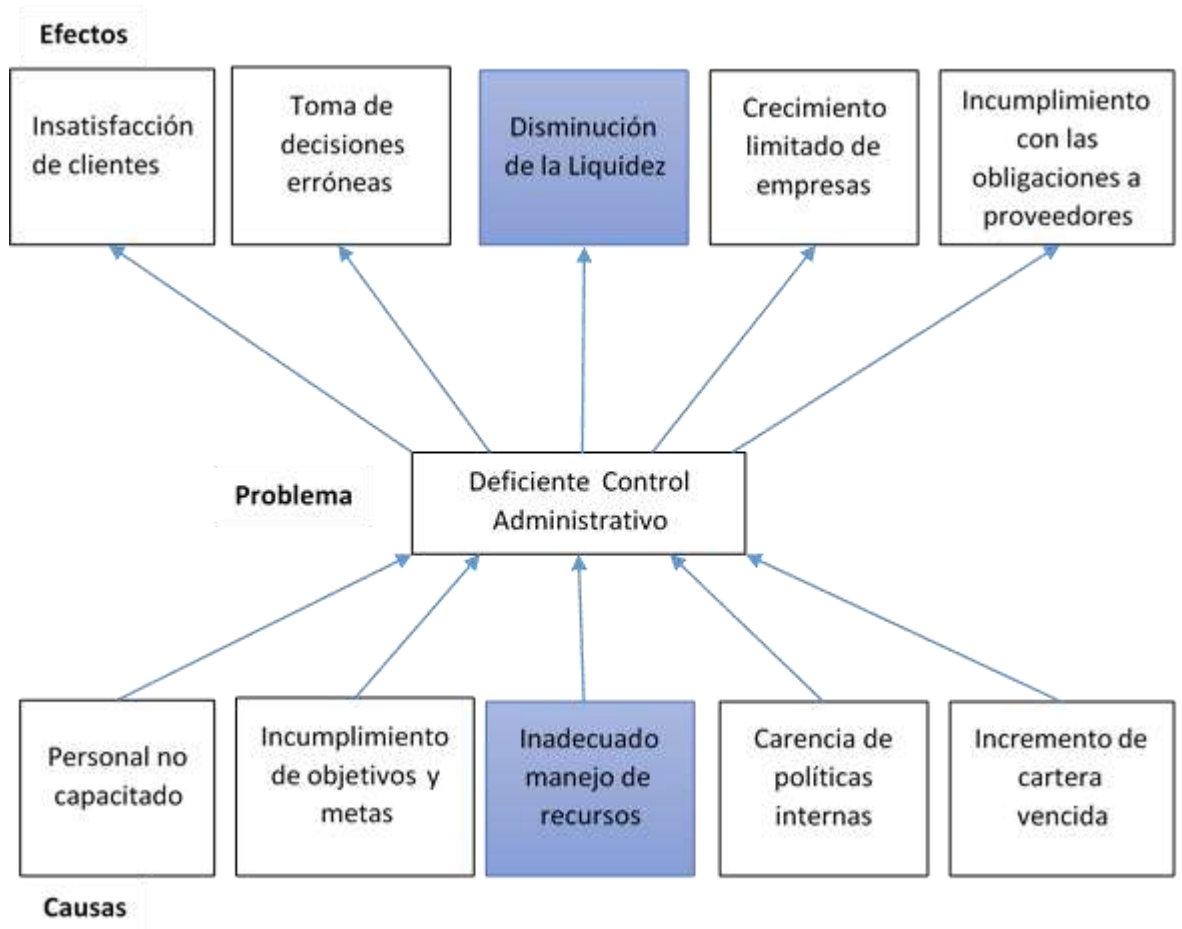 Efectos
Insatisfacción
de clientes
Toma de
decisiones
erróneas
Disminución
de la Liquidez
Crecimiento
limitado de
empresas
Incumplimiento
con las
obligaciones a
proveedores
Problema
Deficiente Control
Administrativo
Personal no
capacitado
Incumplimiento
de objetivos y
metas
Inadecuado
manejo de
recursos
Carencia de
políticas
internas
Incremento de
cartera
vencida
Causas